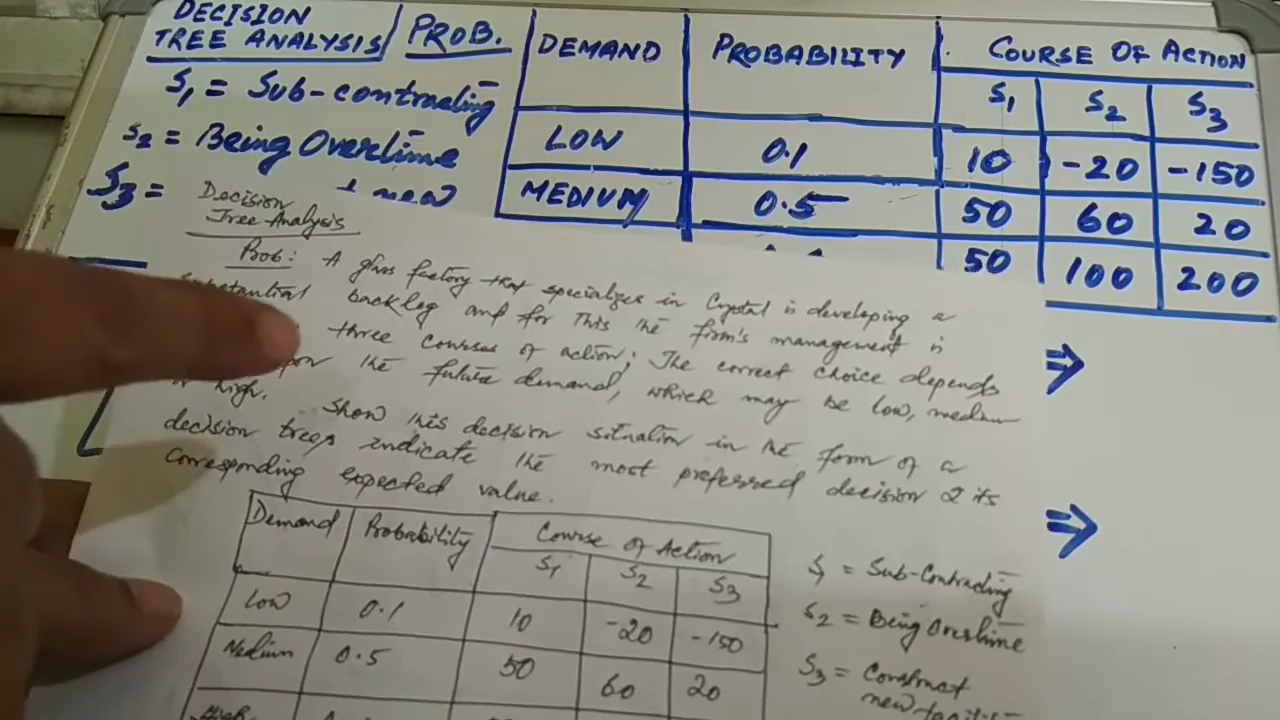 DECISION
TREE ANALYSIS
PROB.
S1 = Sub-contracting
S2 = Being Overtime
S3 =
new
DEMAND PROBABILITY COURSE OF ACTION
S1 S2 S3
LOW 0.1 10 -20 -150
MEDIUM 0.5 50 60 20
50 100 200
⇒
⇒
Decision
Tree Analysis
Prob: A glass factory that specializes in Crystal is developing a
Substantial backlog and for This the firm's management is
three courses of action; The correct choice depends
upon the future demand, which may be low, medium
or high.
Show this decision situation in the form of a
decision tree & indicate the most preferred decision & its
corresponding expected value.
Demand Probability Course of Action
S1 S2 S3
Low 0.1 10 -20 -150
Medium 0.5 50 60 20
High
S1 = Sub-Contracting
S2 = Being Overtime
S3 = Construct
new